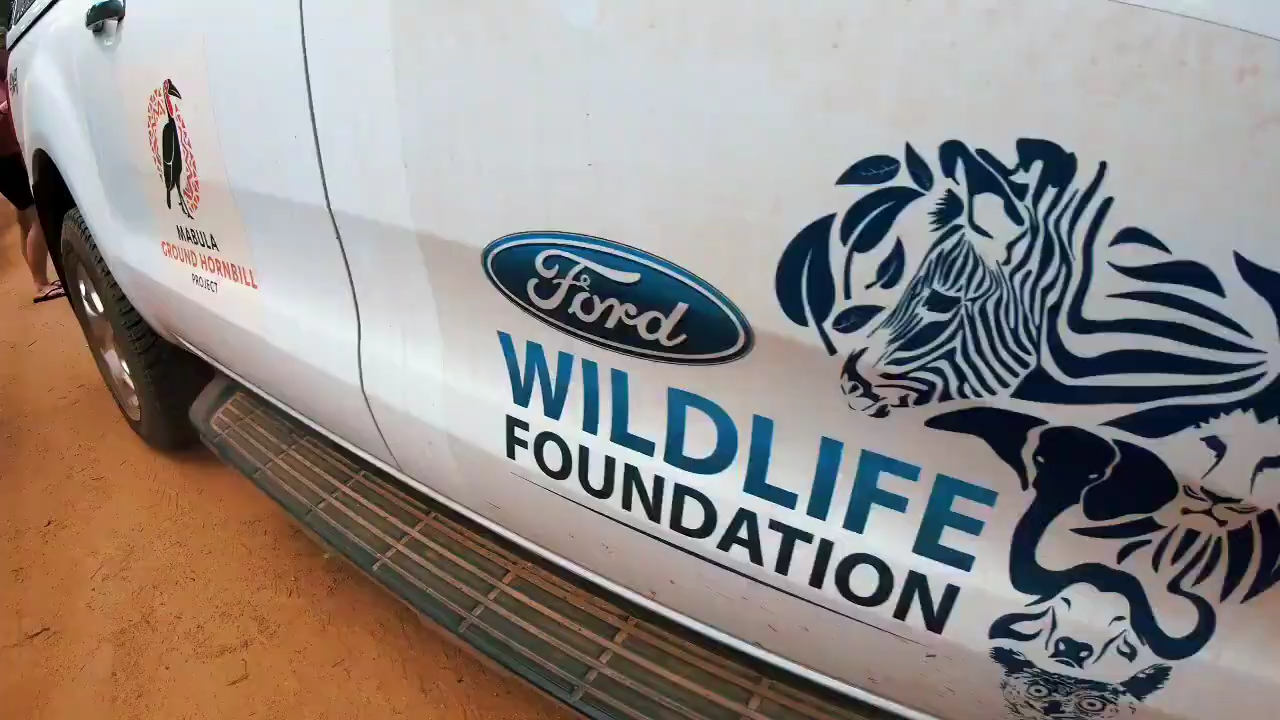 MABULA
GROUND HORNBILL
PROJECT
Ford
WILDLIFE
FOUNDATION